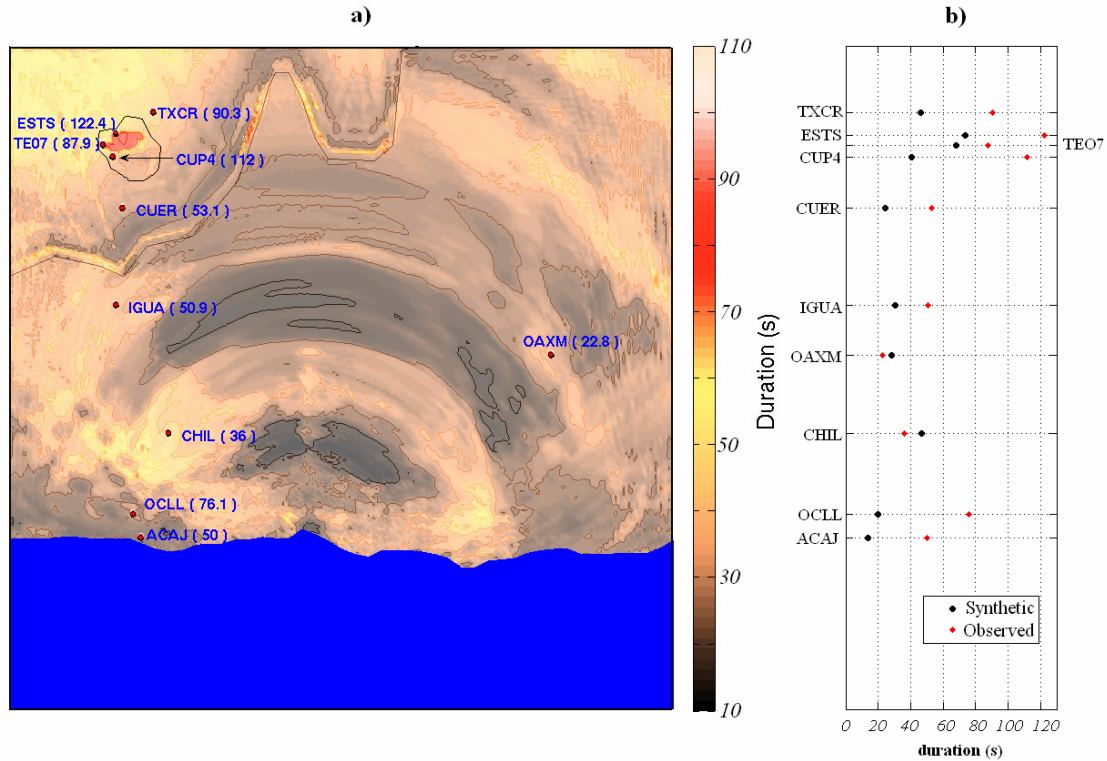 a)
TXCR ( 90.3 )
ESTS ( 122.4 )
TE07 ( 87.9 )
CUP4 ( 112 )
CUER ( 53.1 )
IGUA ( 50.9 )
OAXM ( 22.8 )
CHIL ( 36 )
OCLL ( 76.1 )
ACAJ ( 50 )
110
90
70
50
30
10
Duration (s)
b)
TXCR
ESTS
TEO7
CUP4
CUER
IGUA
OAXM
CHIL
OCLL
ACAJ
Synthetic
Observed
0 20 40 60 80 100 120
duration (s)